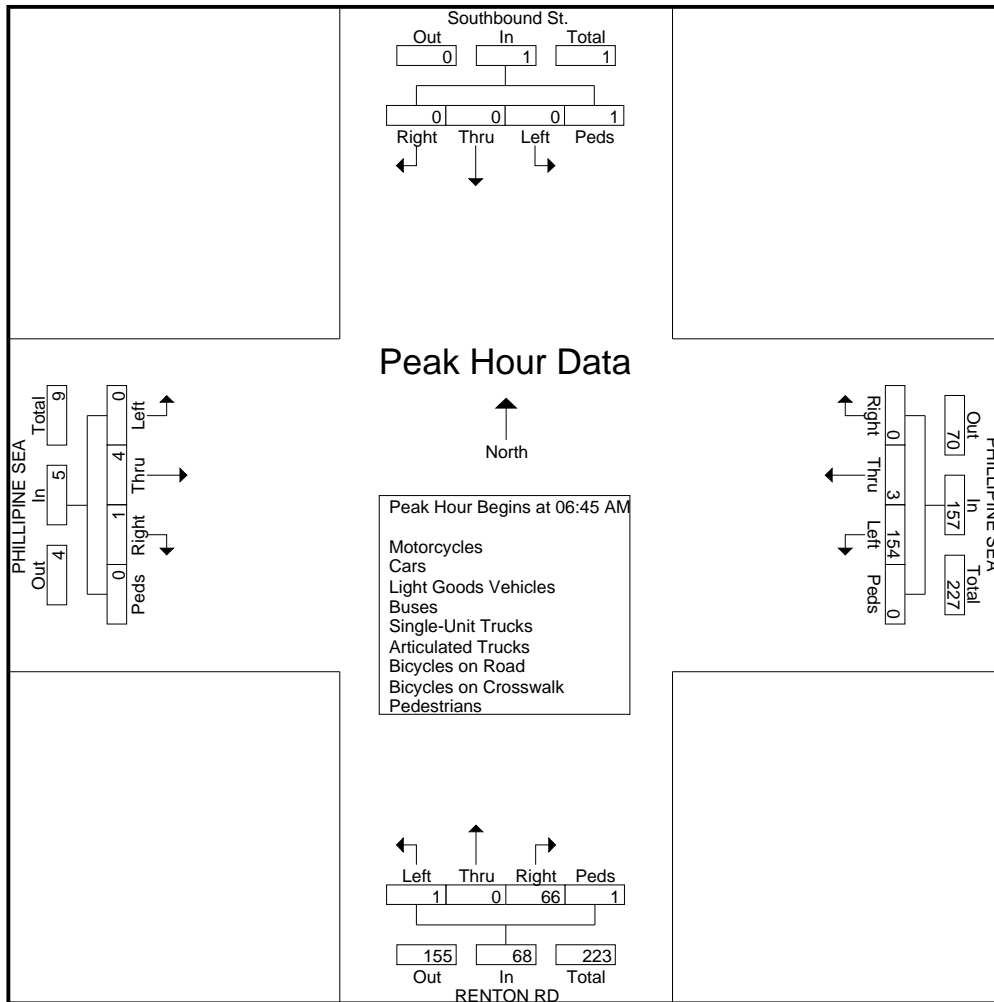 Southbound St.
Out In Total
0 1 1
0 0 0 1
Right Thru Left Peds
Peak Hour Data
North
PHILLIPINE SEA
Out In Total
4 5 9
0 4 1 0
Left Thru Right Peds
Right Thru Left Peds
0 3 154 0
Out In Total
70 157 227
PHILLIPINE SEA
Peak Hour Begins at 06:45 AM
Motorcycles
Cars
Light Goods Vehicles
Buses
Single-Unit Trucks
Articulated Trucks
Bicycles on Road
Bicycles on Crosswalk
Pedestrians
Left Thru Right Peds
1 0 66 1
155 68 223
Out In Total
RENTON RD